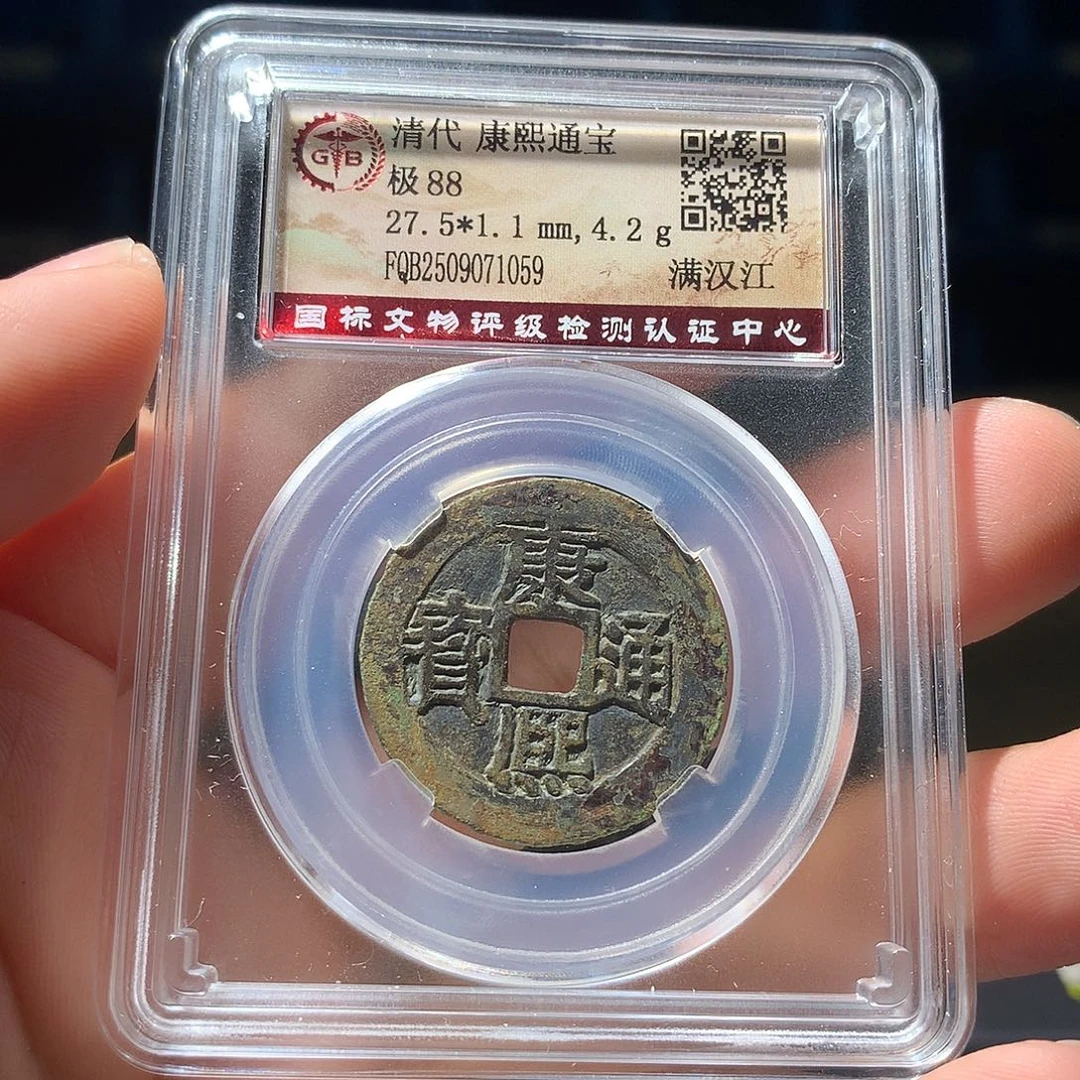 GB
清代 康熙通宝
极88
27.5*1.1 mm, 4.2 g
FQB2509071059 满汉江
国标文物评级检测认证中心
康熙通寳